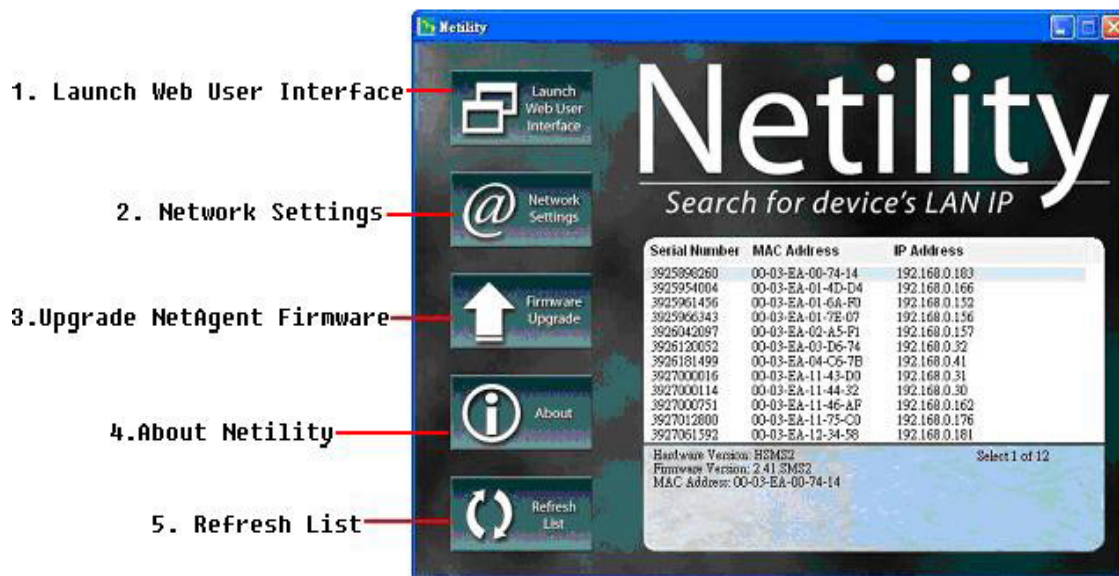 Netility
1. Launch Web User Interface
Launch
Web User
Interface
2. Network Settings
Network
Settings
3.Upgrade NetAgent Firmware
Firmware
Upgrade
4.About Netility
About
5. Refresh List
Refresh
List
Netility
Search for device's LAN IP
Serial Number MAC Address IP Address
3925898260 00-03-EA-00-74-14 192.168.0.183
3925954004 00-03-EA-01-4D-D4 192.168.0.166
3925961456 00-03-EA-01-6A-F0 192.168.0.152
3925966343 00-03-EA-01-7E-07 192.168.0.156
3926042097 00-03-EA-02-A5-F1 192.168.0.157
3926120052 00-03-EA-03-D6-74 192.168.0.32
3926181499 00-03-EA-04-C6-7B 192.168.0.41
3927000016 00-03-EA-11-43-D0 192.168.0.31
3927000114 00-03-EA-11-44-32 192.168.0.30
3927000751 00-03-EA-11-46-AF 192.168.0.162
3927012800 00-03-EA-11-75-C0 192.168.0.176
3927061592 00-03-EA-12-34-58 192.168.0.181
Hardware Version: HSMS2 Select 1 of 12
Firmware Version: 2.41.SMS2
MAC Address: 00-03-EA-00-74-14